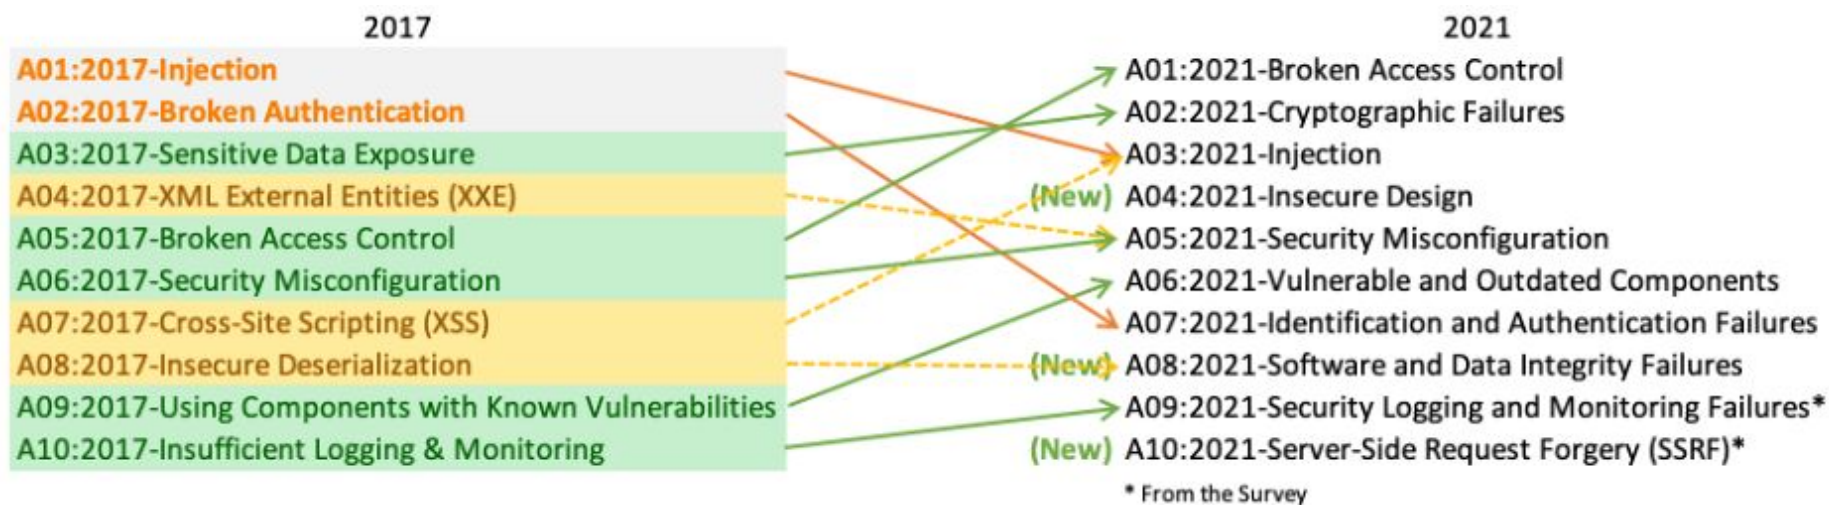 2017
A01:2017-Injection
A02:2017-Broken Authentication
A03:2017-Sensitive Data Exposure
A04:2017-XML External Entities (XXE)
A05:2017-Broken Access Control
A06:2017-Security Misconfiguration
A07:2017-Cross-Site Scripting (XSS)
A08:2017-Insecure Deserialization
A09:2017-Using Components with Known Vulnerabilities
A10:2017-Insufficient Logging & Monitoring
2021
A01:2021-Broken Access Control
A02:2021-Cryptographic Failures
A03:2021-Injection
(New) A04:2021-Insecure Design
A05:2021-Security Misconfiguration
A06:2021-Vulnerable and Outdated Components
A07:2021-Identification and Authentication Failures
(New) A08:2021-Software and Data Integrity Failures
A09:2021-Security Logging and Monitoring Failures*
(New) A10:2021-Server-Side Request Forgery (SSRF)*
* From the Survey